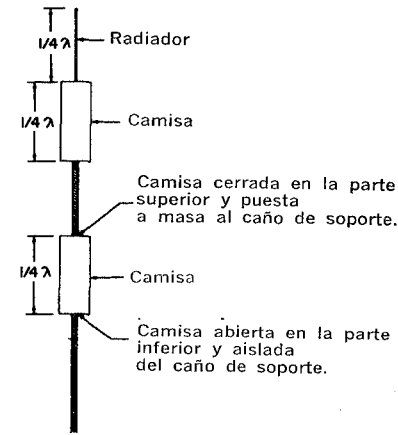 1/4 λ
Radiador
1/4 λ
Camisa
Camisa cerrada en la parte
superior y puesta
a masa al caño de soporte.
1/4 λ
Camisa
Camisa abierta en la parte
inferior y aislada
del caño de soporte.